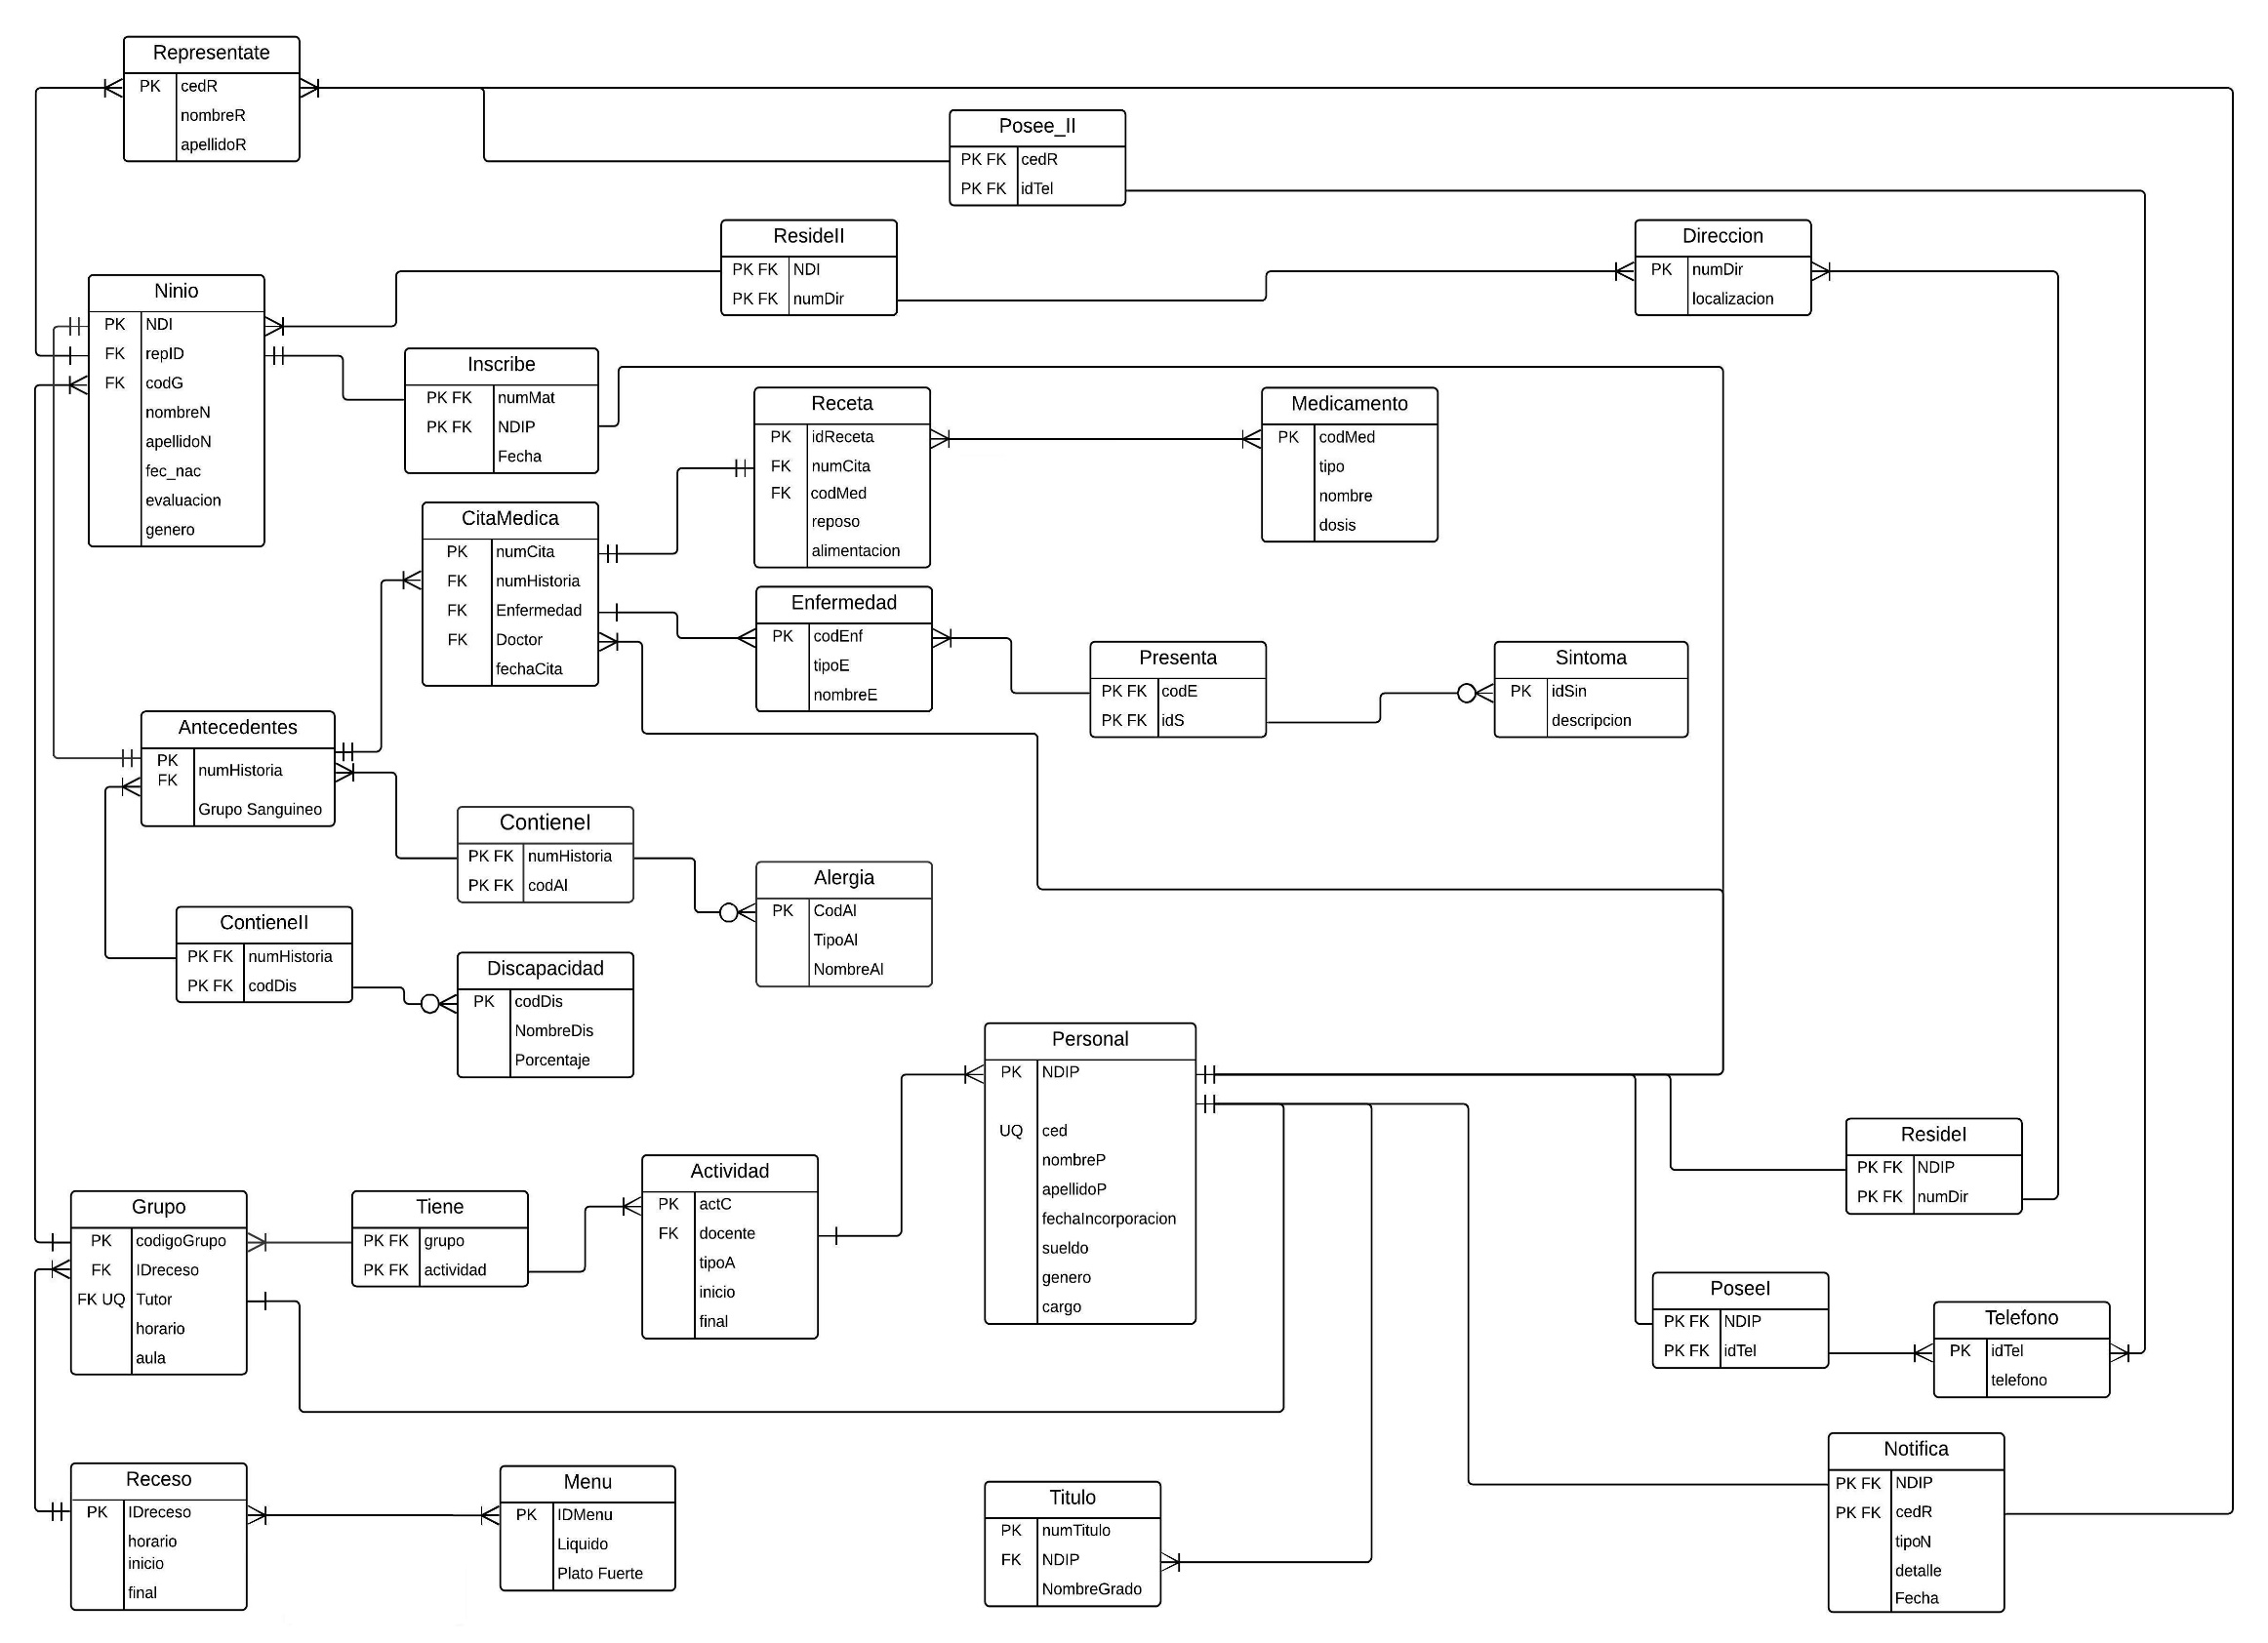 Representate
PK cedR
nombreR
apellidoR
Posee_II
PK FK cedR
PK FK idTel
ResideII
PK FK NDI
PK FK numDir
Direccion
PK numDir
localizacion
Ninio
PK NDI
FK repID
FK codG
nombreN
apellidoN
fec_nac
evaluacion
genero
Inscribe
PK FK numMat
PK FK NDIP
Fecha
Receta
PK idReceta
FK numCita
FK codMed
reposo
alimentacion
Medicamento
PK codMed
tipo
nombre
dosis
CitaMedica
PK numCita
FK numHistoria
FK Enfermedad
FK Doctor
fechaCita
Enfermedad
PK codEnf
tipoE
nombreE
Presenta
PK FK codE
PK FK idS
Sintoma
PK idSin
descripcion
Antecedentes
PK
FK
numHistoria
Grupo Sanguineo
ContieneI
PK FK numHistoria
PK FK codAl
Alergia
PK CodAl
TipoAl
NombreAl
ContieneII
PK FK numHistoria
PK FK codDis
Discapacidad
PK codDis
NombreDis
Porcentaje
Personal
PK NDIP
UQ ced
nombreP
apellidoP
fechaIncorporacion
sueldo
genero
cargo
ResideI
PK FK NDIP
PK FK numDir
Grupo
PK codigoGrupo
FK IDreceso
FK UQ Tutor
horario
aula
Tiene
PK FK grupo
PK FK actividad
Actividad
PK actC
FK docente
tipoA
inicio
final
PoseeI
PK FK NDIP
PK FK idTel
Telefono
PK idTel
telefono
Receso
PK IDreceso
horario
inicio
final
Menu
PK IDMenu
Liquido
Plato Fuerte
Titulo
PK numTitulo
FK NDIP
NombreGrado
Notifica
PK FK NDIP
PK FK cedR
tipoN
detalle
Fecha